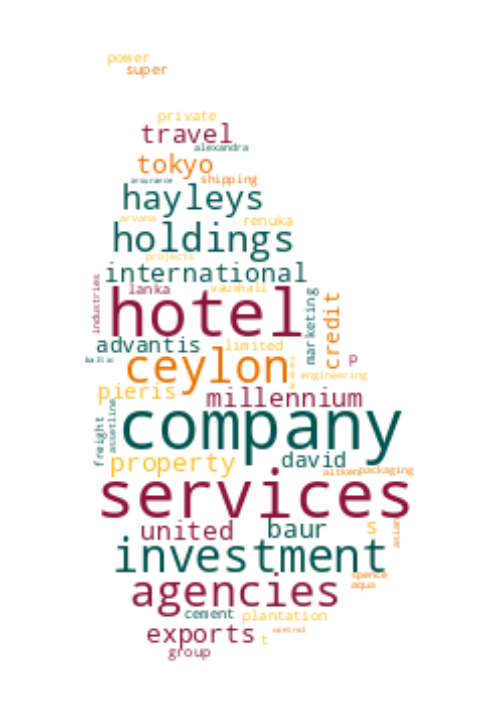 power
super
private
travel
alexandra
tokyo
insurance shipping
hayleys
arvana renuka
holdings
projects
international
lanka vauxhall
industries
hotel
marketing
credit
advantis limited
baltic
ceylon
p
engineering
pieris
millennium
assetline
freight
company
property
david
aitken packaging
services
s
asian
united
baur
investment
spence
aqua
agencies
cement plantation
exports
t
control
group